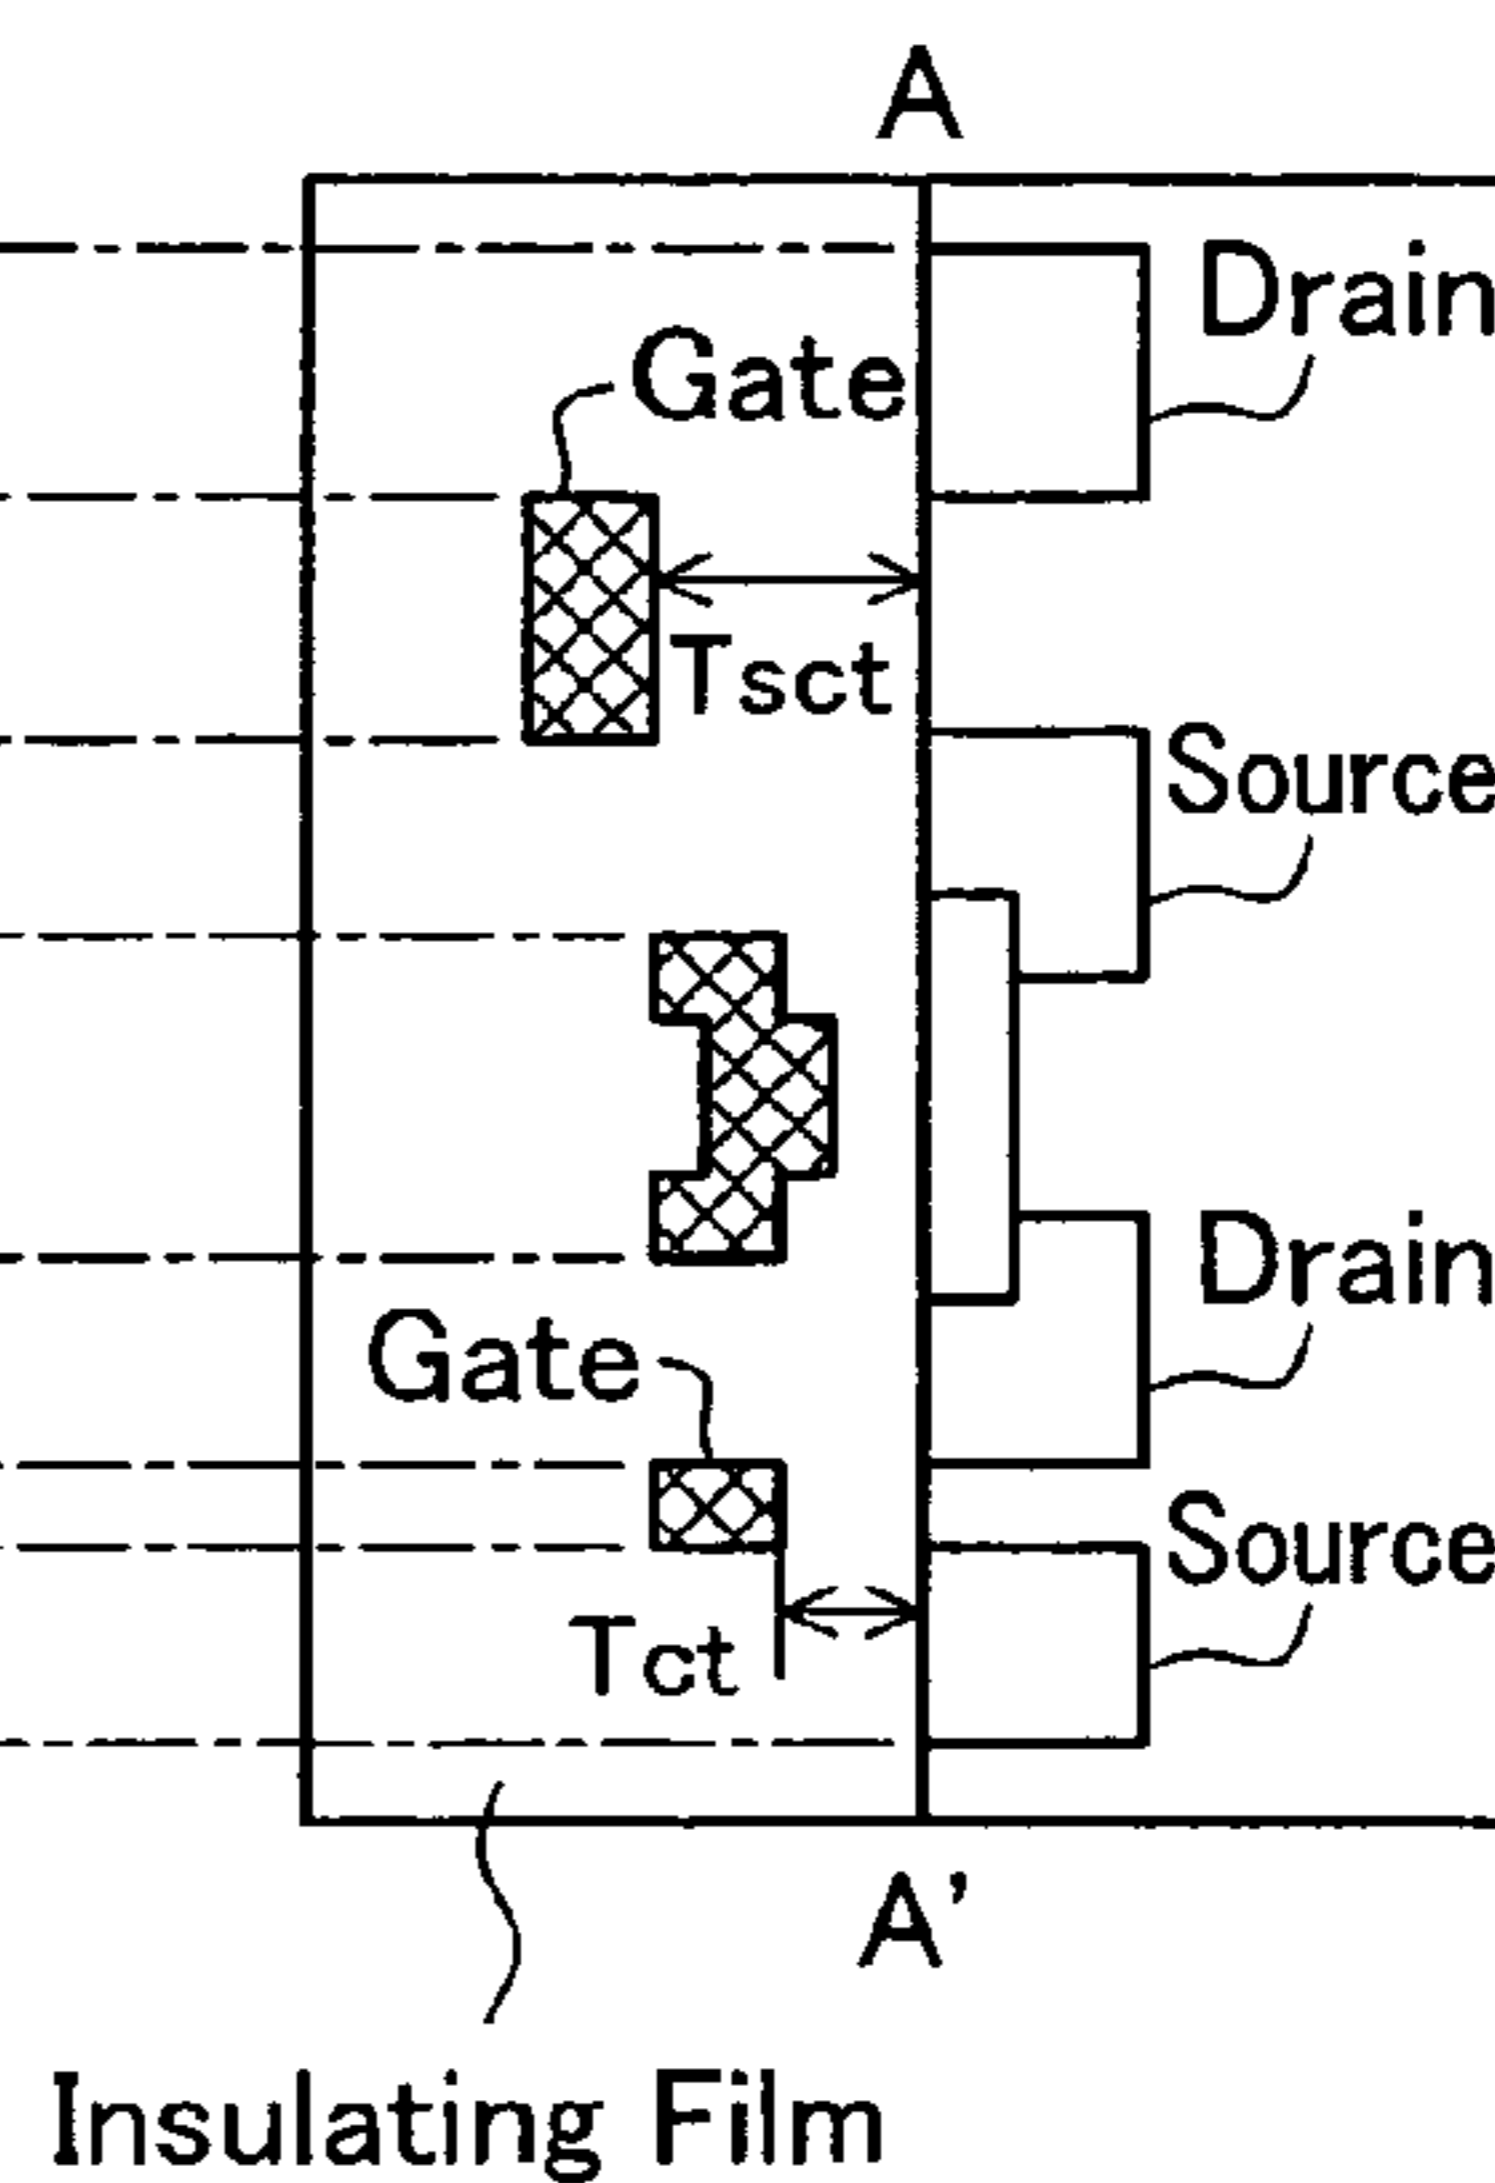 A
Drain
Gate
Tsct
Source
Drain
Gate
Source
Tct
A'
Insulating Film